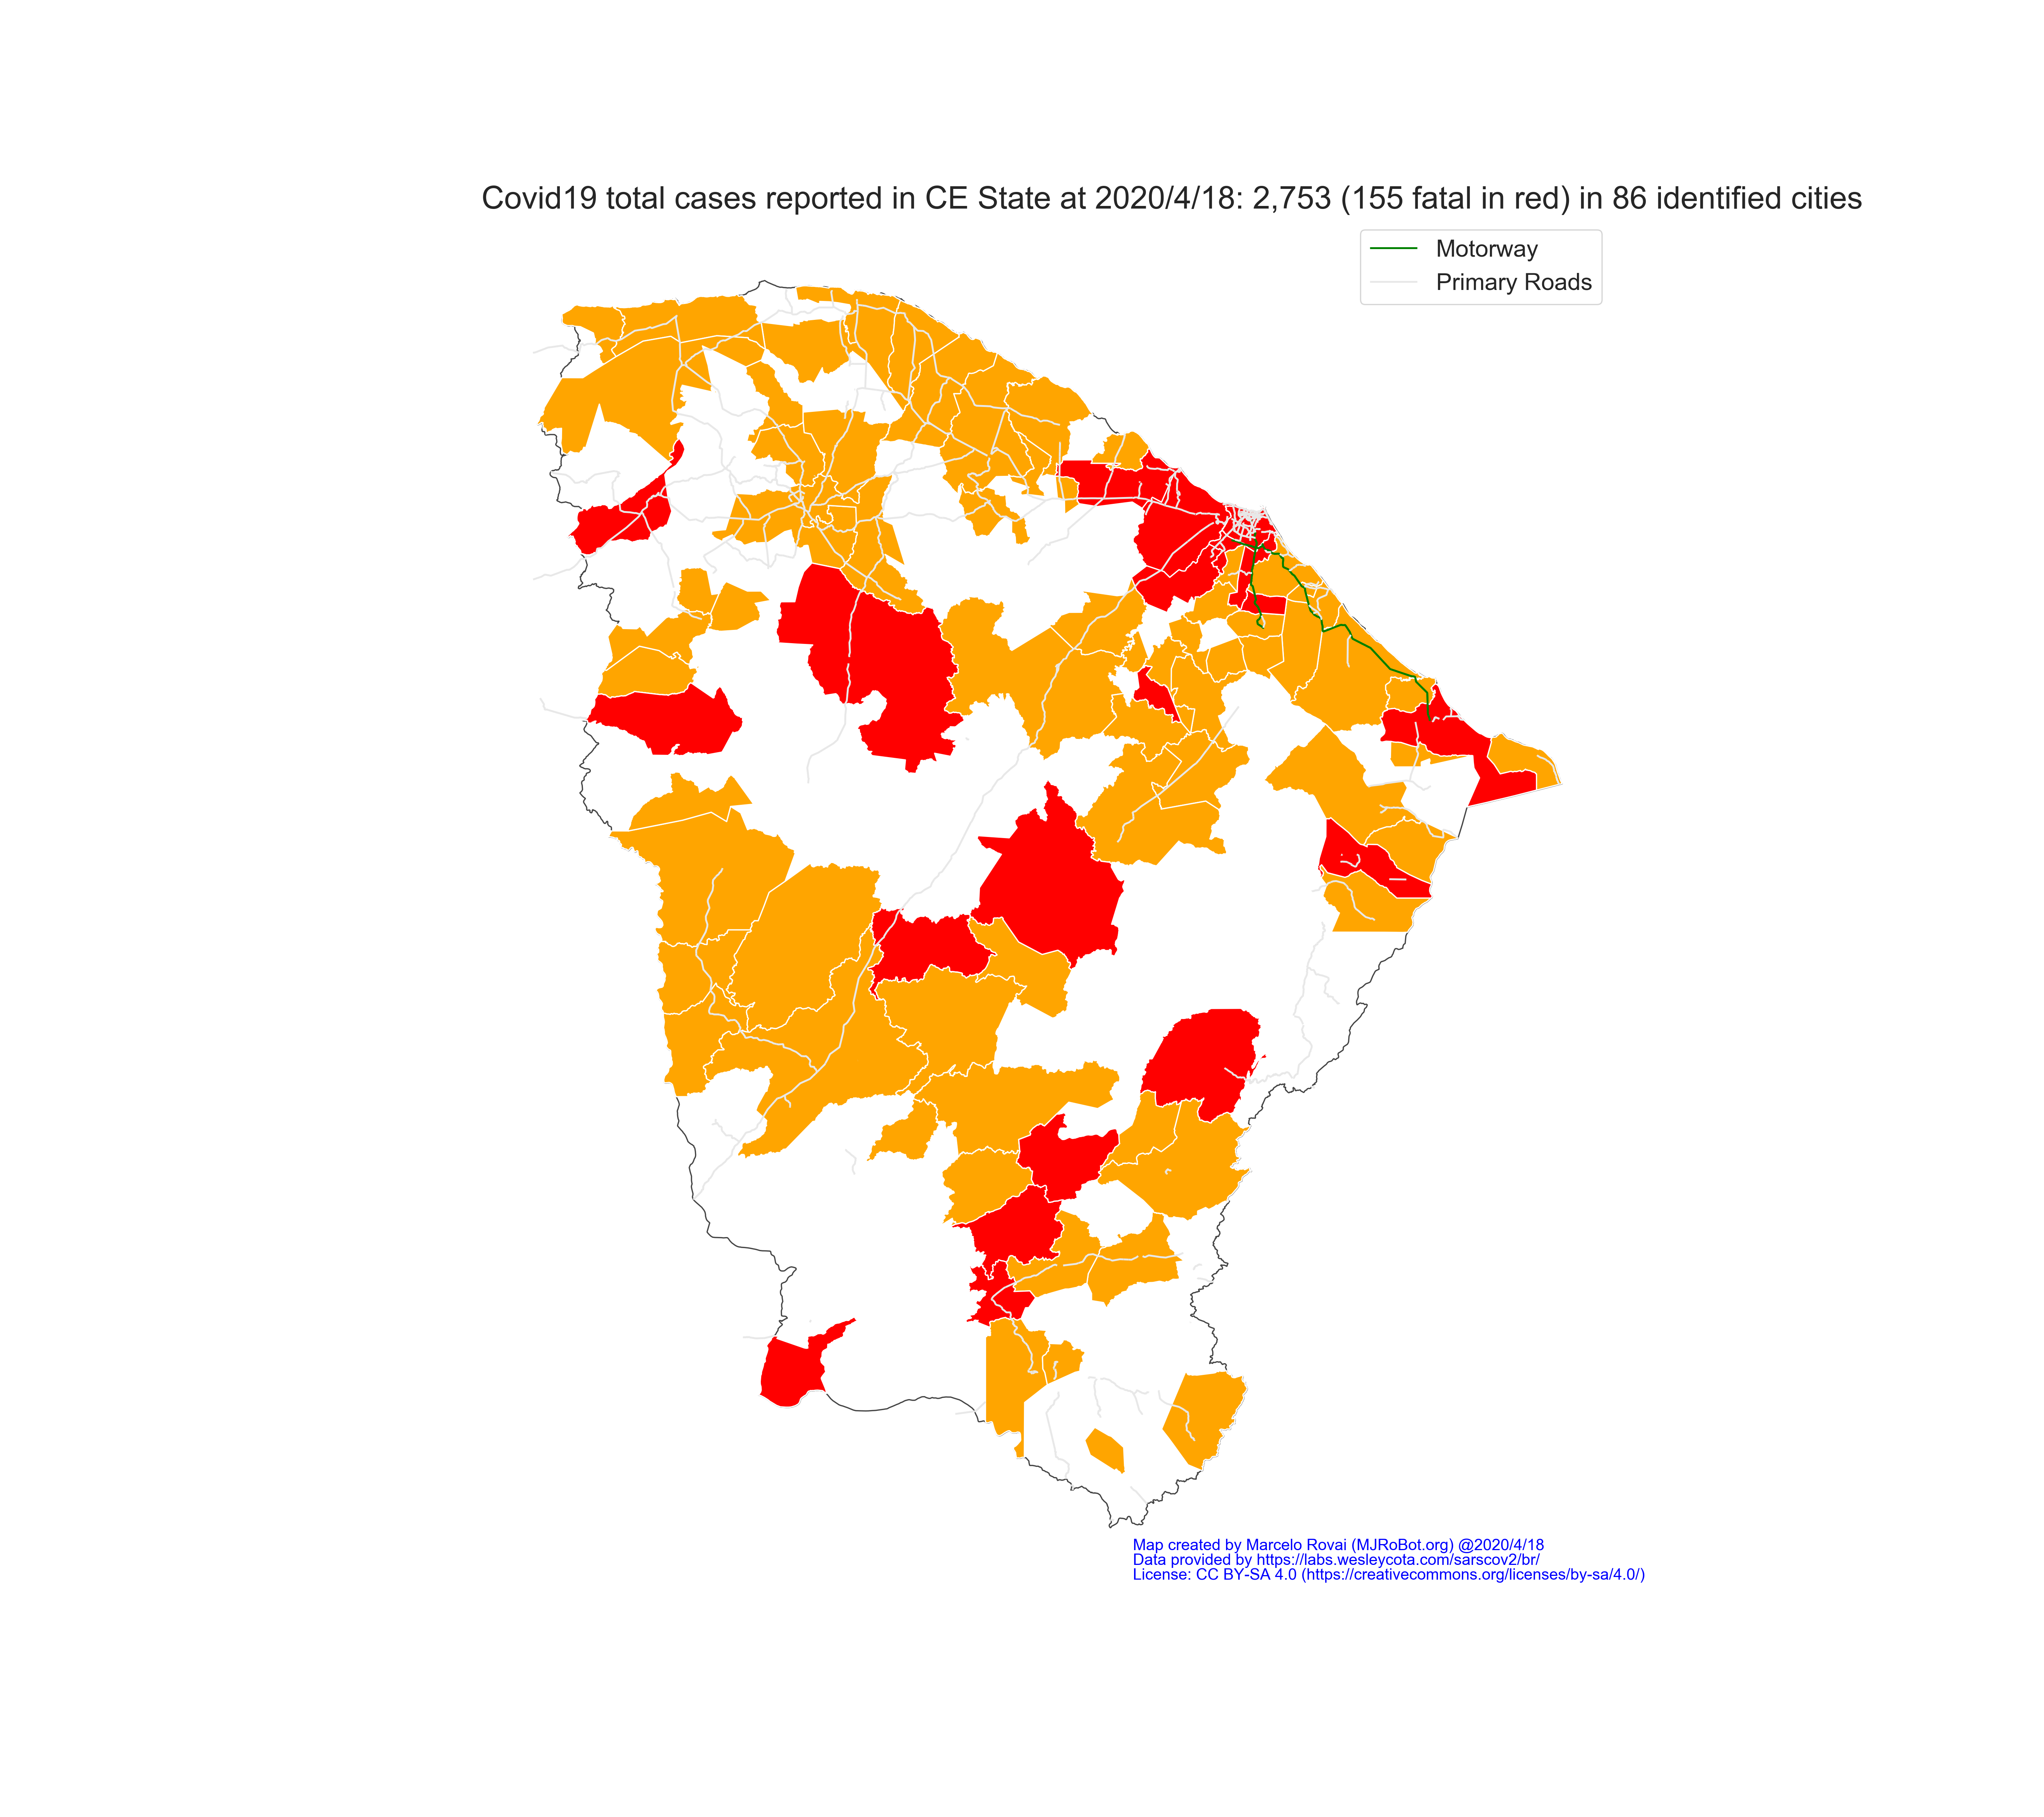 Covid19 total cases reported in CE State at 2020/4/18: 2,753 (155 fatal in red) in 86 identified cities
Motorway
Primary Roads
Map created by Marcelo Rovai (MJRoBot.org) @2020/4/18
Data provided by https://labs.wesleycota.com/sarscov2/br/
License: CC BY-SA 4.0 (https://creativecommons.org/licenses/by-sa/4.0/)